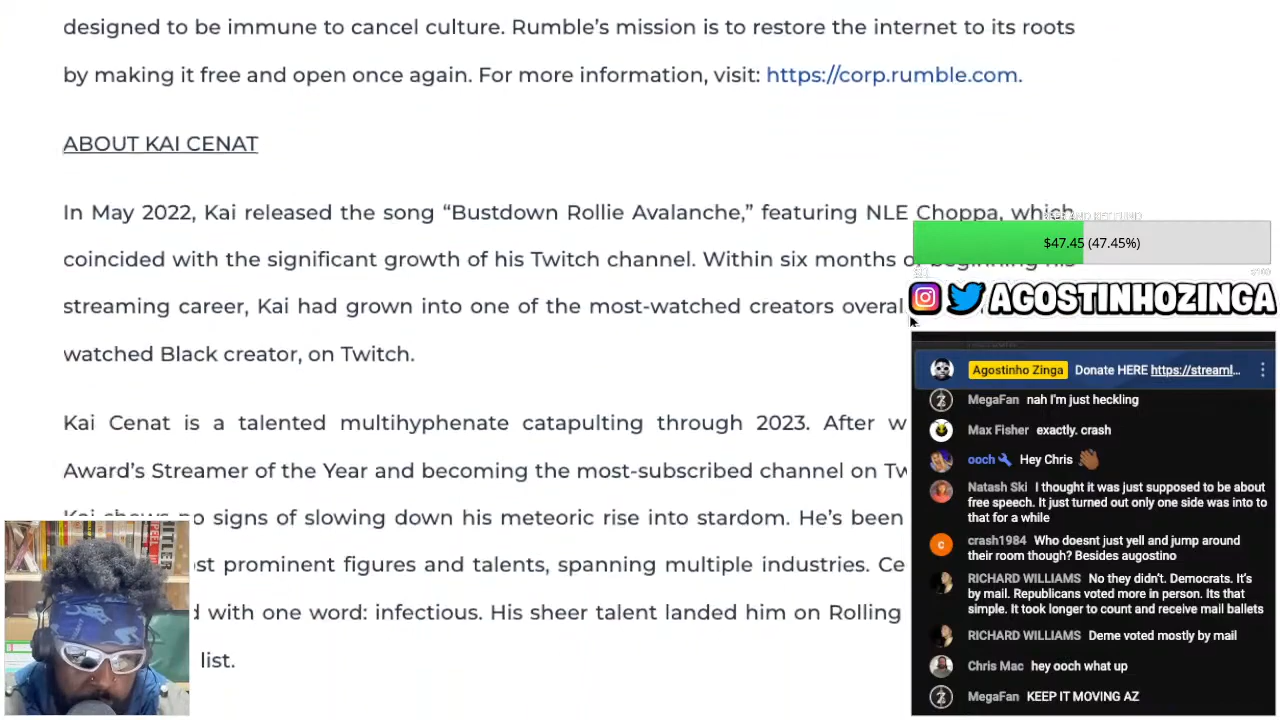 designed to be immune to cancel culture. Rumble's mission is to restore the internet to its roots
by making it free and open once again. For more information, visit: https://corp.rumble.com.
ABOUT KAI CENAT
In May 2022, Kai released the song “Bustdown Rollie Avalanche,” featuring NLE Choppa, which
coincided with the significant growth of his Twitch channel. Within six months of beginning his
streaming career, Kai had grown into one of the most-watched creators overal
watched Black creator, on Twitch.
Kai Cenat is a talented multihyphenate catapulting through 2023. After w
Award's Streamer of the Year and becoming the most-subscribed channel on Tw
Kai shows no signs of slowing down his meteoric rise into stardom. He's been
st prominent figures and talents, spanning multiple industries. Ce
d with one word: infectious. His sheer talent landed him on Rolling
list.
$47.45 (47.45%)
AGOSTINHOZINGA
Agostinho Zinga Donate HERE https://streaml...
MegaFan nah I'm just heckling
Max Fisher exactly. crash
ooch Hey Chris
Natash Ski I thought it was just supposed to be about
free speech. It just turned out only one side was into to
that for a while
crash1984 Who doesnt just yell and jump around
their room though? Besides augostino
RICHARD WILLIAMS No they didn't. Democrats. It's
by mail. Republicans voted more in person. Its that
simple. It took longer to count and receive mail ballets
RICHARD WILLIAMS Deme voted mostly by mail
Chris Mac hey ooch what up
MegaFan KEEP IT MOVING AZ